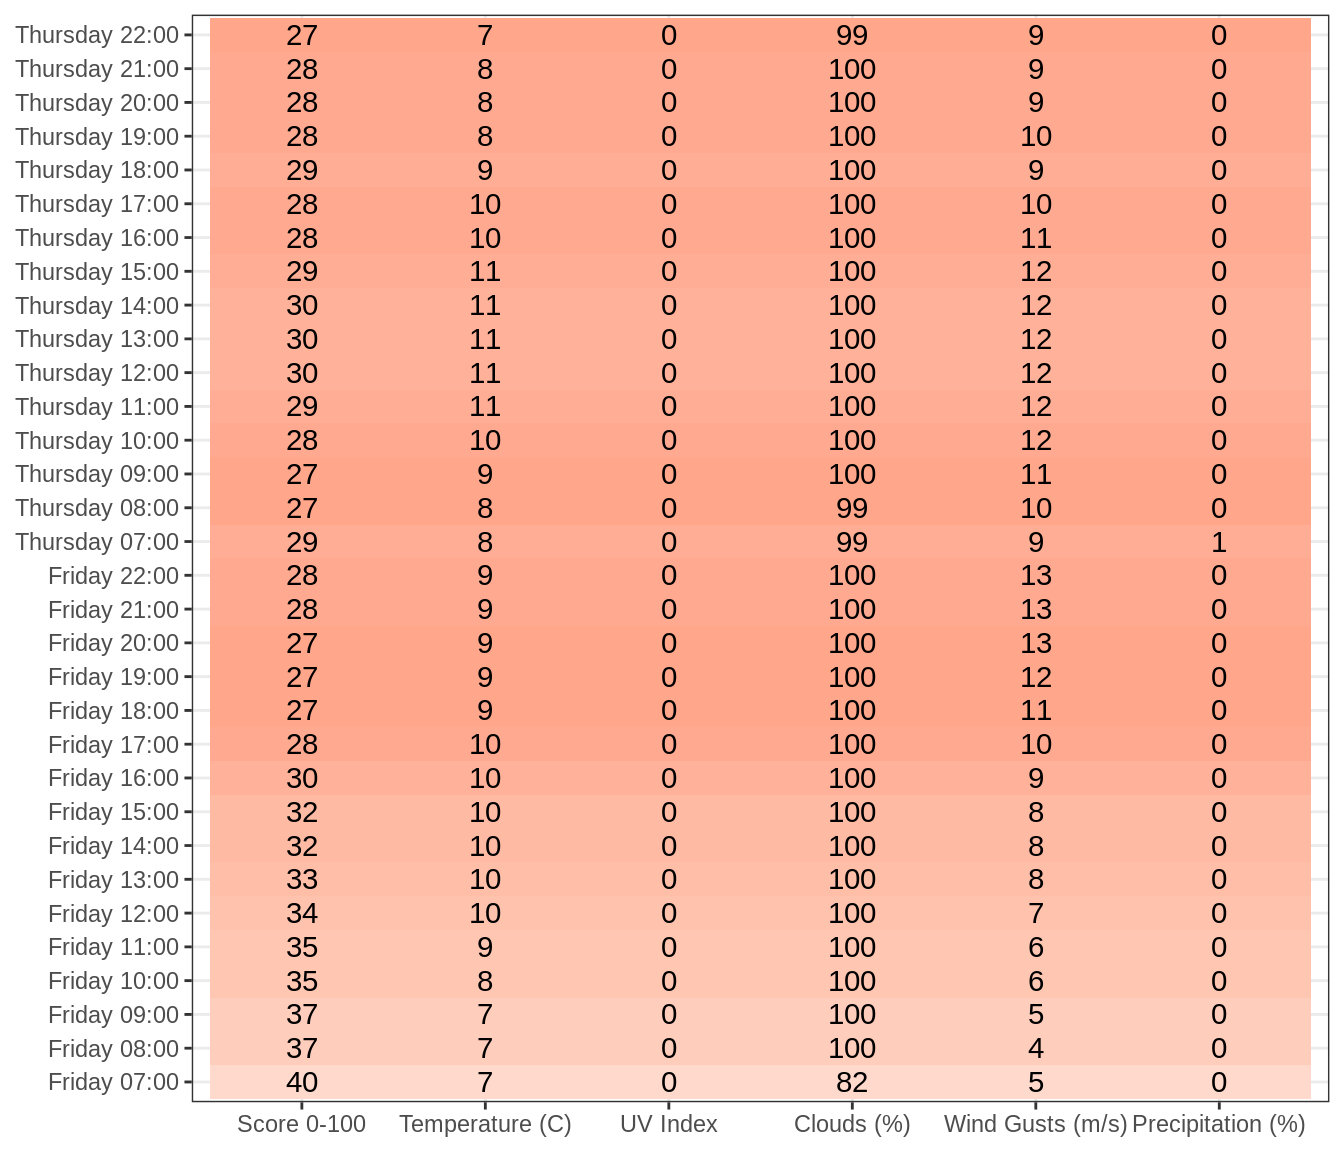 Thursday 22:00 27 7 0 99 9 0
Thursday 21:00 28 8 0 100 9 0
Thursday 20:00 28 8 0 100 9 0
Thursday 19:00 28 8 0 100 10 0
Thursday 18:00 29 9 0 100 9 0
Thursday 17:00 28 10 0 100 10 0
Thursday 16:00 28 10 0 100 11 0
Thursday 15:00 29 11 0 100 12 0
Thursday 14:00 30 11 0 100 12 0
Thursday 13:00 30 11 0 100 12 0
Thursday 12:00 30 11 0 100 12 0
Thursday 11:00 29 11 0 100 12 0
Thursday 10:00 28 10 0 100 12 0
Thursday 09:00 27 9 0 100 11 0
Thursday 08:00 27 8 0 99 10 0
Thursday 07:00 29 8 0 99 9 1
Friday 22:00 28 9 0 100 13 0
Friday 21:00 28 9 0 100 13 0
Friday 20:00 27 9 0 100 13 0
Friday 19:00 27 9 0 100 12 0
Friday 18:00 27 9 0 100 11 0
Friday 17:00 28 10 0 100 10 0
Friday 16:00 30 10 0 100 9 0
Friday 15:00 32 10 0 100 8 0
Friday 14:00 32 10 0 100 8 0
Friday 13:00 33 10 0 100 8 0
Friday 12:00 34 10 0 100 7 0
Friday 11:00 35 9 0 100 6 0
Friday 10:00 35 8 0 100 6 0
Friday 09:00 37 7 0 100 5 0
Friday 08:00 37 7 0 100 4 0
Friday 07:00 40 7 0 82 5 0
Score 0-100 Temperature (C) UV Index Clouds (%) Wind Gusts (m/s) Precipitation (%)